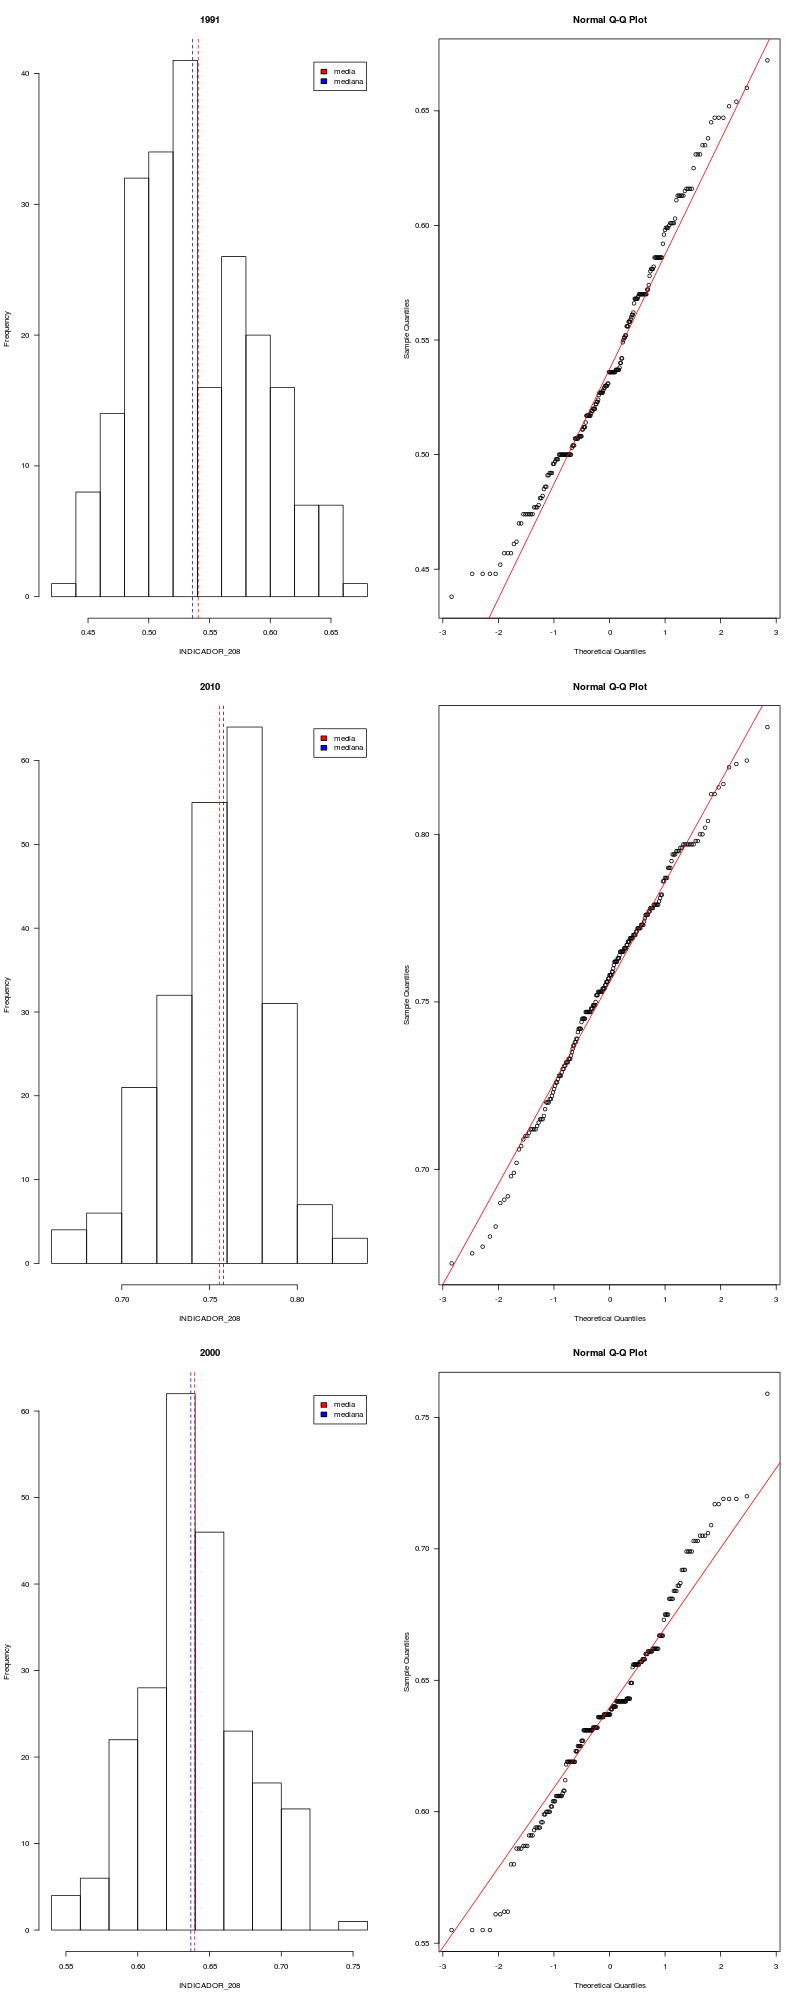 1991
media
mediana
Frequency
40
30
20
10
0
0.45 0.50 0.55 0.60 0.65
INDICADOR_208
Normal Q-Q Plot
Sample Quantiles
0.65
0.60
0.55
0.50
0.45
-3 -2 -1 0 1 2 3
Theoretical Quantiles
2010
media
mediana
Frequency
60
50
40
30
20
10
0
0.70 0.75 0.80
INDICADOR_208
Normal Q-Q Plot
Sample Quantiles
0.80
0.75
0.70
-3 -2 -1 0 1 2 3
Theoretical Quantiles
2000
media
mediana
Frequency
60
50
40
30
20
10
0
0.55 0.60 0.65 0.70 0.75
INDICADOR_208
Normal Q-Q Plot
Sample Quantiles
0.75
0.70
0.65
0.60
0.55
-3 -2 -1 0 1 2 3
Theoretical Quantiles